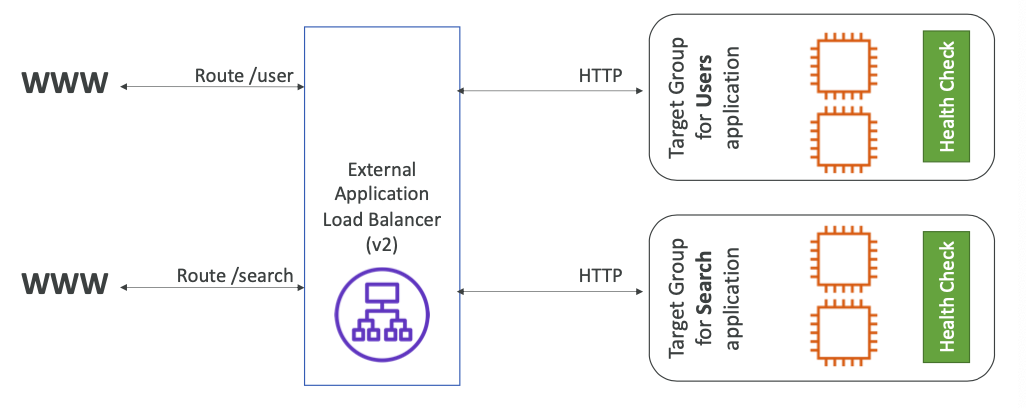 WWW
Route /user
HTTP
Target Group
for Users
application
Health Check
External
Application
Load Balancer
(v2)
WWW
Route /search
HTTP
Target Group
for Search
application
Health Check